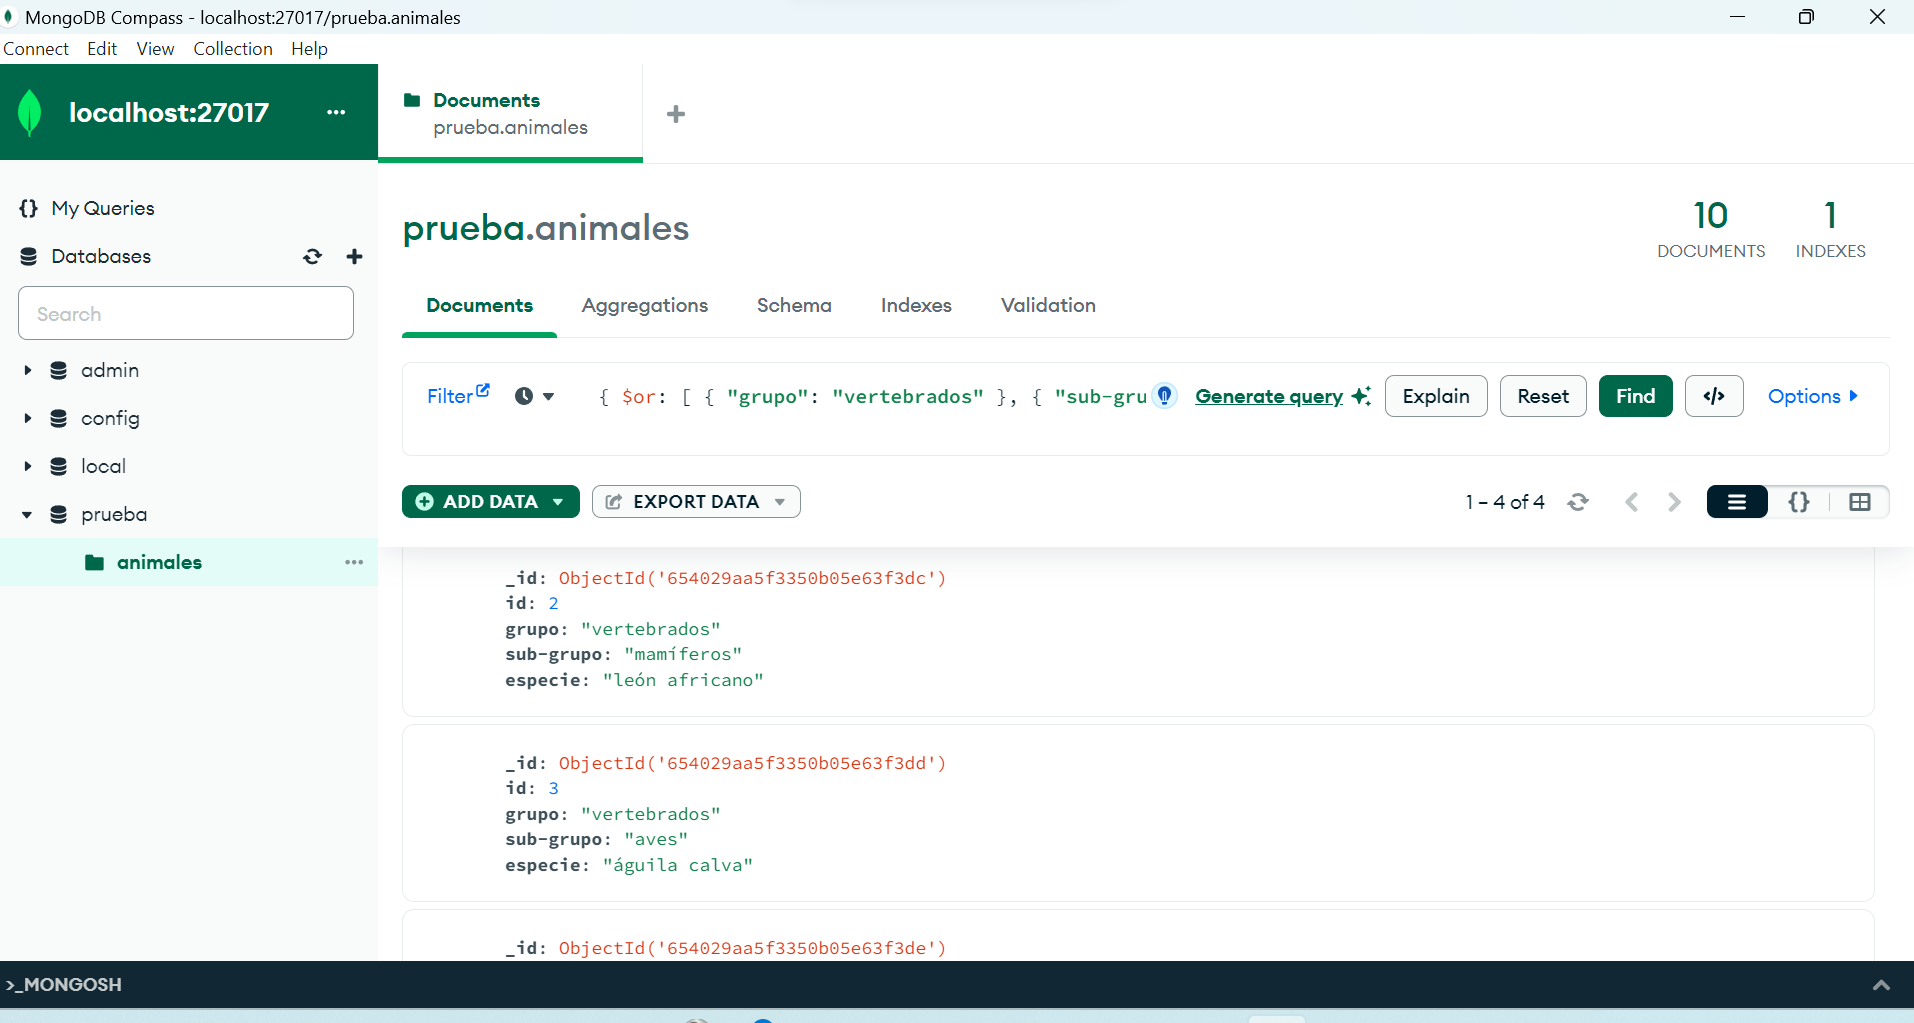 MongoDB Compass - localhost:27017/prueba.animales
Connect Edit View Collection Help
localhost:27017 ...
Documents
prueba.animales
+
{} My Queries
Databases
Search
admin
config
local
prueba
animales ...
prueba.animales
10 DOCUMENTS
1 INDEXES
Documents Aggregations Schema Indexes Validation
Filter { $or: [ { "grupo": "vertebrados" }, { "sub-gru Generate query Explain Reset Find </> Options
ADD DATA EXPORT DATA 1 – 4 of 4 {}
_id: ObjectId('654029aa5f3350b05e63f3dc')
id: 2
grupo: "vertebrados"
sub-grupo: "mamíferos"
especie: "león africano"
_id: ObjectId('654029aa5f3350b05e63f3dd')
id: 3
grupo: "vertebrados"
sub-grupo: "aves"
especie: "águila calva"
_id: ObjectId('654029aa5f3350b05e63f3de')
>_MONGOSH